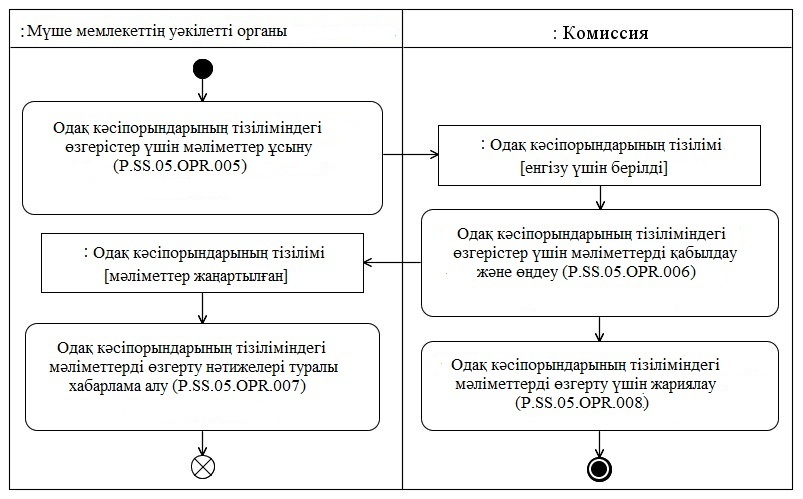 :Мүше мемлекеттің уәкілетті органы
: Комиссия
Одақ кәсіпорындарының тізіліміндегі
өзгерістер үшін мәліметтер ұсыну
(P.SS.05.OPR.005)
: Одақ кәсіпорындарының тізілімі
[енгізу үшін берілді]
Одақ кәсіпорындарының тізіліміндегі
өзгерістер үшін мәліметтерді қабылдау
және өңдеу (P.SS.05.OPR.006)
: Одақ кәсіпорындарының тізілімі
[мәліметтер жаңартылған]
Одақ кәсіпорындарының тізіліміндегі
мәліметтерді өзгерту нәтижелері туралы
хабарлама алу (P.SS.05.OPR.007)
Одақ кәсіпорындарының тізіліміндегі
мәліметтерді өзгерту үшін жариялау
(P.SS.05.OPR.008)